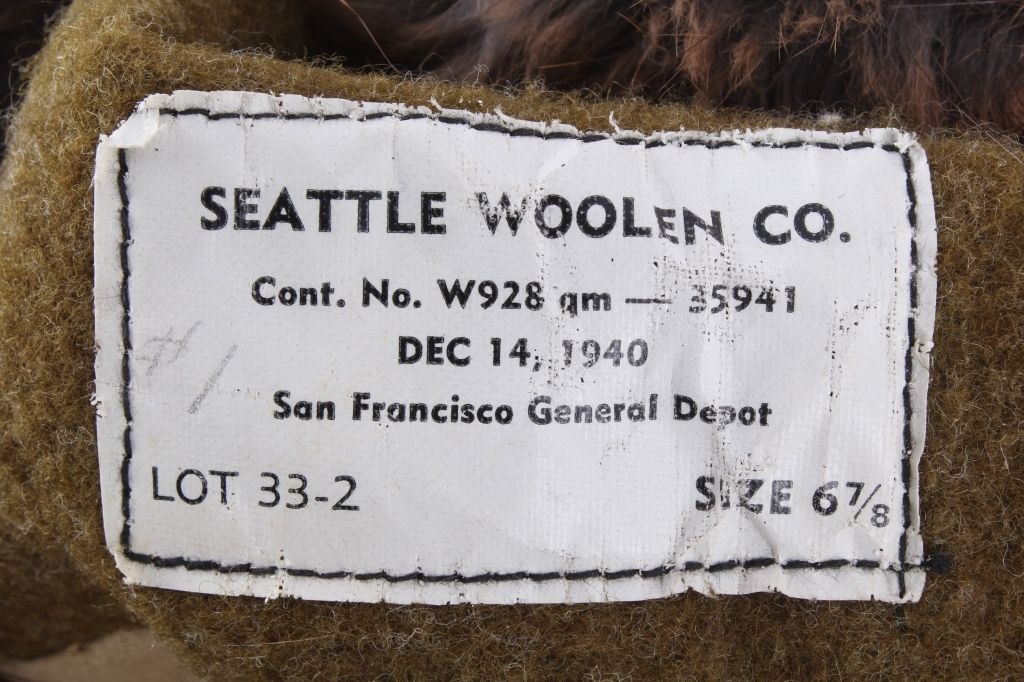 SEATTLE WOOLEN CO.
Cont. No. W928 qm — 35941
DEC 14, 1940
San Francisco General Depot
# 1
LOT 33-2
SIZE 6⅞